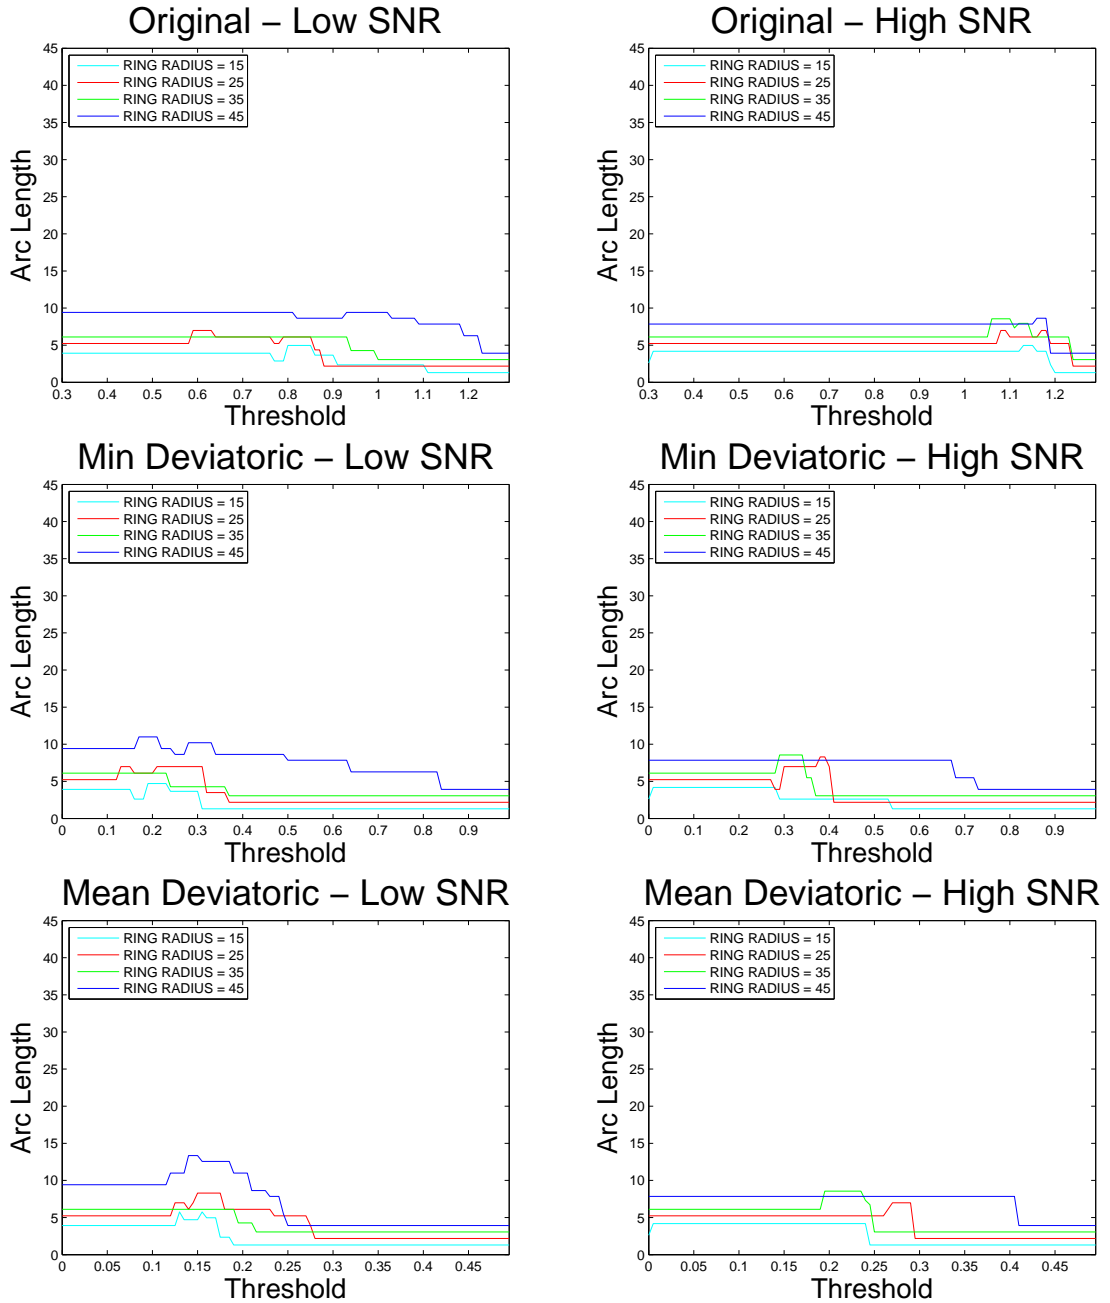 Original – Low SNR
45
40
35
30
25
20
15
10
5
0
Arc Length
RING RADIUS = 15
RING RADIUS = 25
RING RADIUS = 35
RING RADIUS = 45
0.3 0.4 0.5 0.6 0.7 0.8 0.9 1 1.1 1.2
Threshold
Original – High SNR
45
40
35
30
25
20
15
10
5
0
Arc Length
RING RADIUS = 15
RING RADIUS = 25
RING RADIUS = 35
RING RADIUS = 45
0.3 0.4 0.5 0.6 0.7 0.8 0.9 1 1.1 1.2
Threshold
Min Deviatoric – Low SNR
45
40
35
30
25
20
15
10
5
0
Arc Length
RING RADIUS = 15
RING RADIUS = 25
RING RADIUS = 35
RING RADIUS = 45
0 0.1 0.2 0.3 0.4 0.5 0.6 0.7 0.8 0.9
Threshold
Min Deviatoric – High SNR
45
40
35
30
25
20
15
10
5
0
Arc Length
RING RADIUS = 15
RING RADIUS = 25
RING RADIUS = 35
RING RADIUS = 45
0 0.1 0.2 0.3 0.4 0.5 0.6 0.7 0.8 0.9
Threshold
Mean Deviatoric – Low SNR
45
40
35
30
25
20
15
10
5
0
Arc Length
RING RADIUS = 15
RING RADIUS = 25
RING RADIUS = 35
RING RADIUS = 45
0 0.05 0.1 0.15 0.2 0.25 0.3 0.35 0.4 0.45
Threshold
Mean Deviatoric – High SNR
45
40
35
30
25
20
15
10
5
0
Arc Length
RING RADIUS = 15
RING RADIUS = 25
RING RADIUS = 35
RING RADIUS = 45
0 0.05 0.1 0.15 0.2 0.25 0.3 0.35 0.4 0.45
Threshold